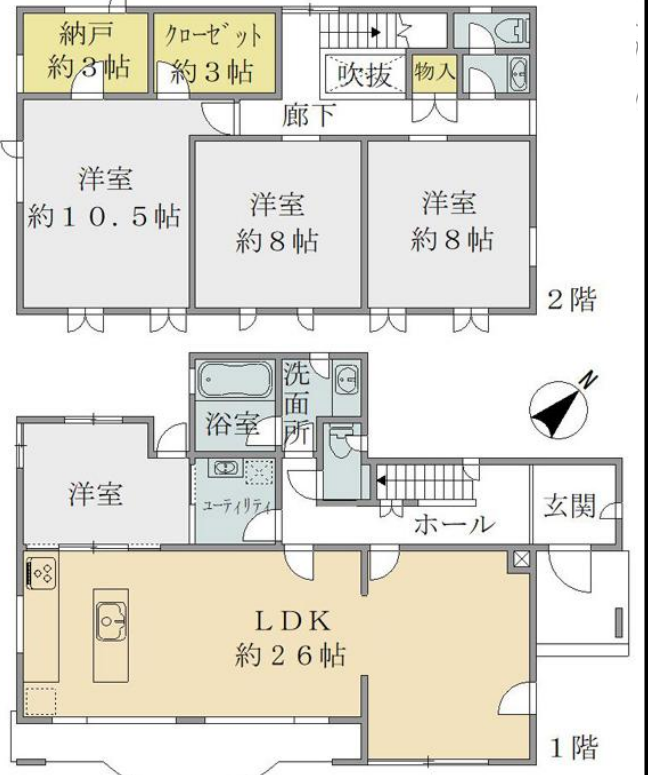 納戸
約３帖
クローゼット
約３帖
吹抜
物入
廊下
洋室
約１０.５帖
洋室
約８帖
洋室
約８帖
２階
N
洗面所
浴室
洋室
ユーティリティ
ホール
玄関
ＬＤＫ
約２６帖
１階